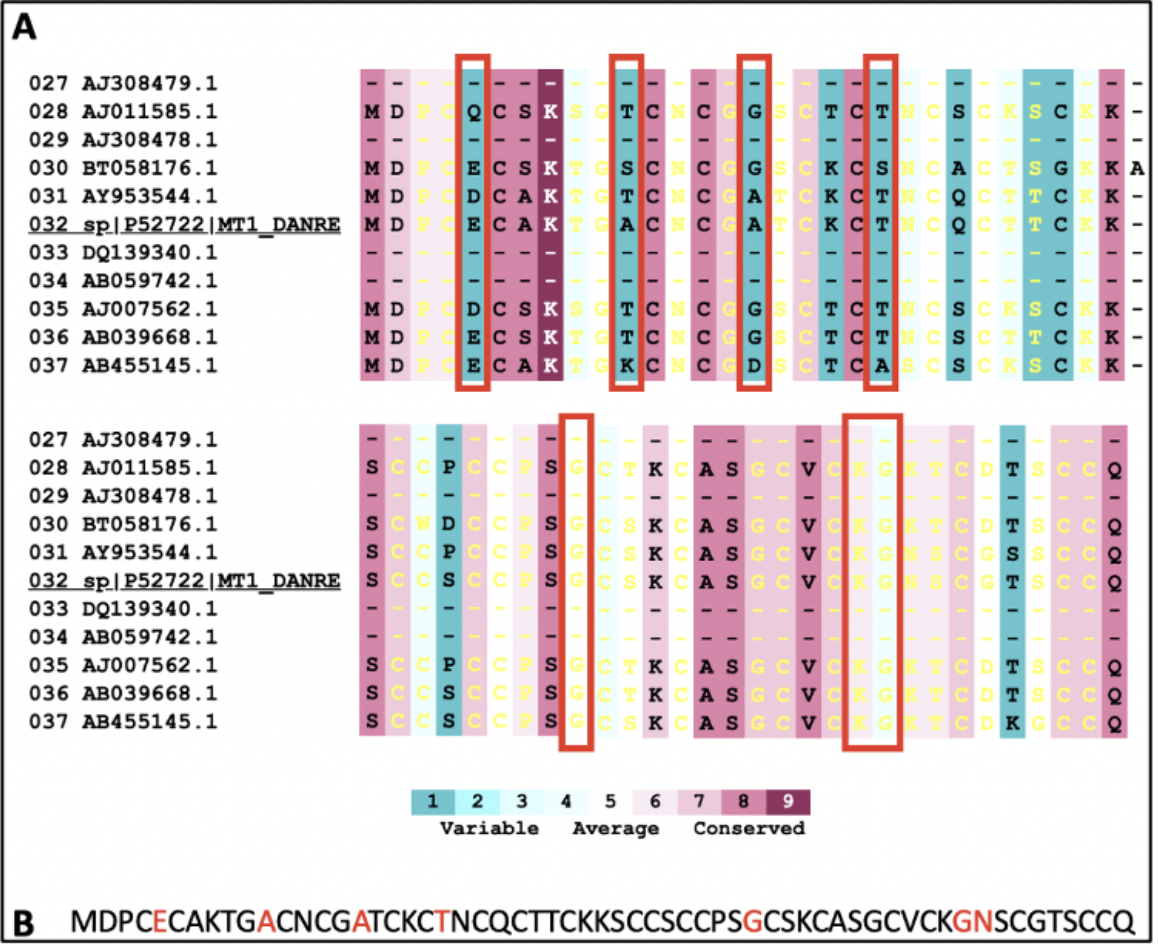 A
027 AJ308479.1 - - - - - - - - - - - - - - - - - - - - - - - - - - - - - - -
028 AJ011585.1 M D P C Q C S K S G T C N C G G S C T C T N C S C K S C K K -
029 AJ308478.1 - - - - - - - - - - - - - - - - - - - - - - - - - - - - - - -
030 BT058176.1 M D P C E C S K T G S C N C G G S C K C S N C A C T S G K K A
031 AY953544.1 M D P C D C A K T G T C N C G A T C K C T N C Q C T T C K K -
032 sp|P52722|MT1_DANRE M D P C E C A K T G A C N C G A T C K C T N C Q C T T C K K -
033 DQ139340.1 - - - - - - - - - - - - - - - - - - - - - - - - - - - - - - -
034 AB059742.1 - - - - - - - - - - - - - - - - - - - - - - - - - - - - - - -
035 AJ007562.1 M D P C D C S K S G T C N C G G S C T C T N C S C K S C K K -
036 AB039668.1 M D P C E C S K T G T C N C G G S C T C T N C S C K T C K K -
037 AB455145.1 M D P C E C A K T G K C N C G D S C T C A S C S C K S C K K -
027 AJ308479.1 - - - - - - - - - - - - - - - - - - - - - - - - - - - - - -
028 AJ011585.1 S C C P C C P S G C T K C A S G C V C K G K T C D T S C C Q
029 AJ308478.1 - - - - - - - - - - - - - - - - - - - - - - - - - - - - - -
030 BT058176.1 S C W D C C P S G C S K C A S G C V C K G K T C D T S C C Q
031 AY953544.1 S C C P C C P S G C S K C A S G C V C K G N S C G S S C C Q
032 sp|P52722|MT1_DANRE S C C S C C P S G C S K C A S G C V C K G N S C G T S C C Q
033 DQ139340.1 - - - - - - - - - - - - - - - - - - - - - - - - - - - - - -
034 AB059742.1 - - - - - - - - - - - - - - - - - - - - - - - - - - - - - -
035 AJ007562.1 S C C P C C P S G C T K C A S G C V C K G K T C D T S C C Q
036 AB039668.1 S C C S C C P S G C T K C A S G C V C K G K T C D T S C C Q
037 AB455145.1 S C C S C C P S G C S K C A S G C V C K G K T C D K G C C Q
1 2 3 4 5 6 7 8 9
Variable Average Conserved
B MDPCECAKTGACNCGATCKCTNCQCTTCKKSCCSCCPSGCSKCASGCVCKGNSCGTSCCQ